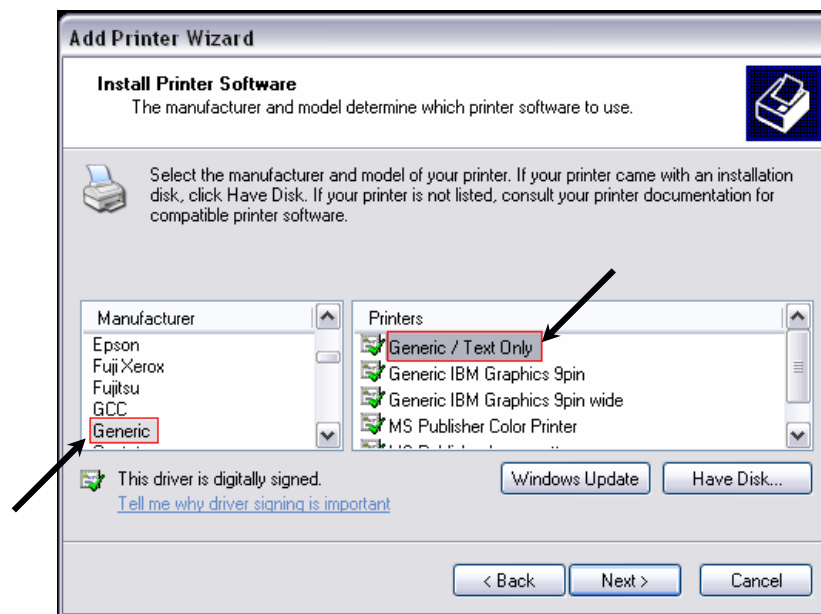 Add Printer Wizard
Install Printer Software
The manufacturer and model determine which printer software to use.
Select the manufacturer and model of your printer. If your printer came with an installation
disk, click Have Disk. If your printer is not listed, consult your printer documentation for
compatible printer software.
Manufacturer
Epson
Fuji Xerox
Fujitsu
GCC
Generic
Printers
Generic / Text Only
Generic IBM Graphics 9pin
Generic IBM Graphics 9pin wide
MS Publisher Color Printer
This driver is digitally signed.
Tell me why driver signing is important
Windows Update
Have Disk...
< Back
Next >
Cancel